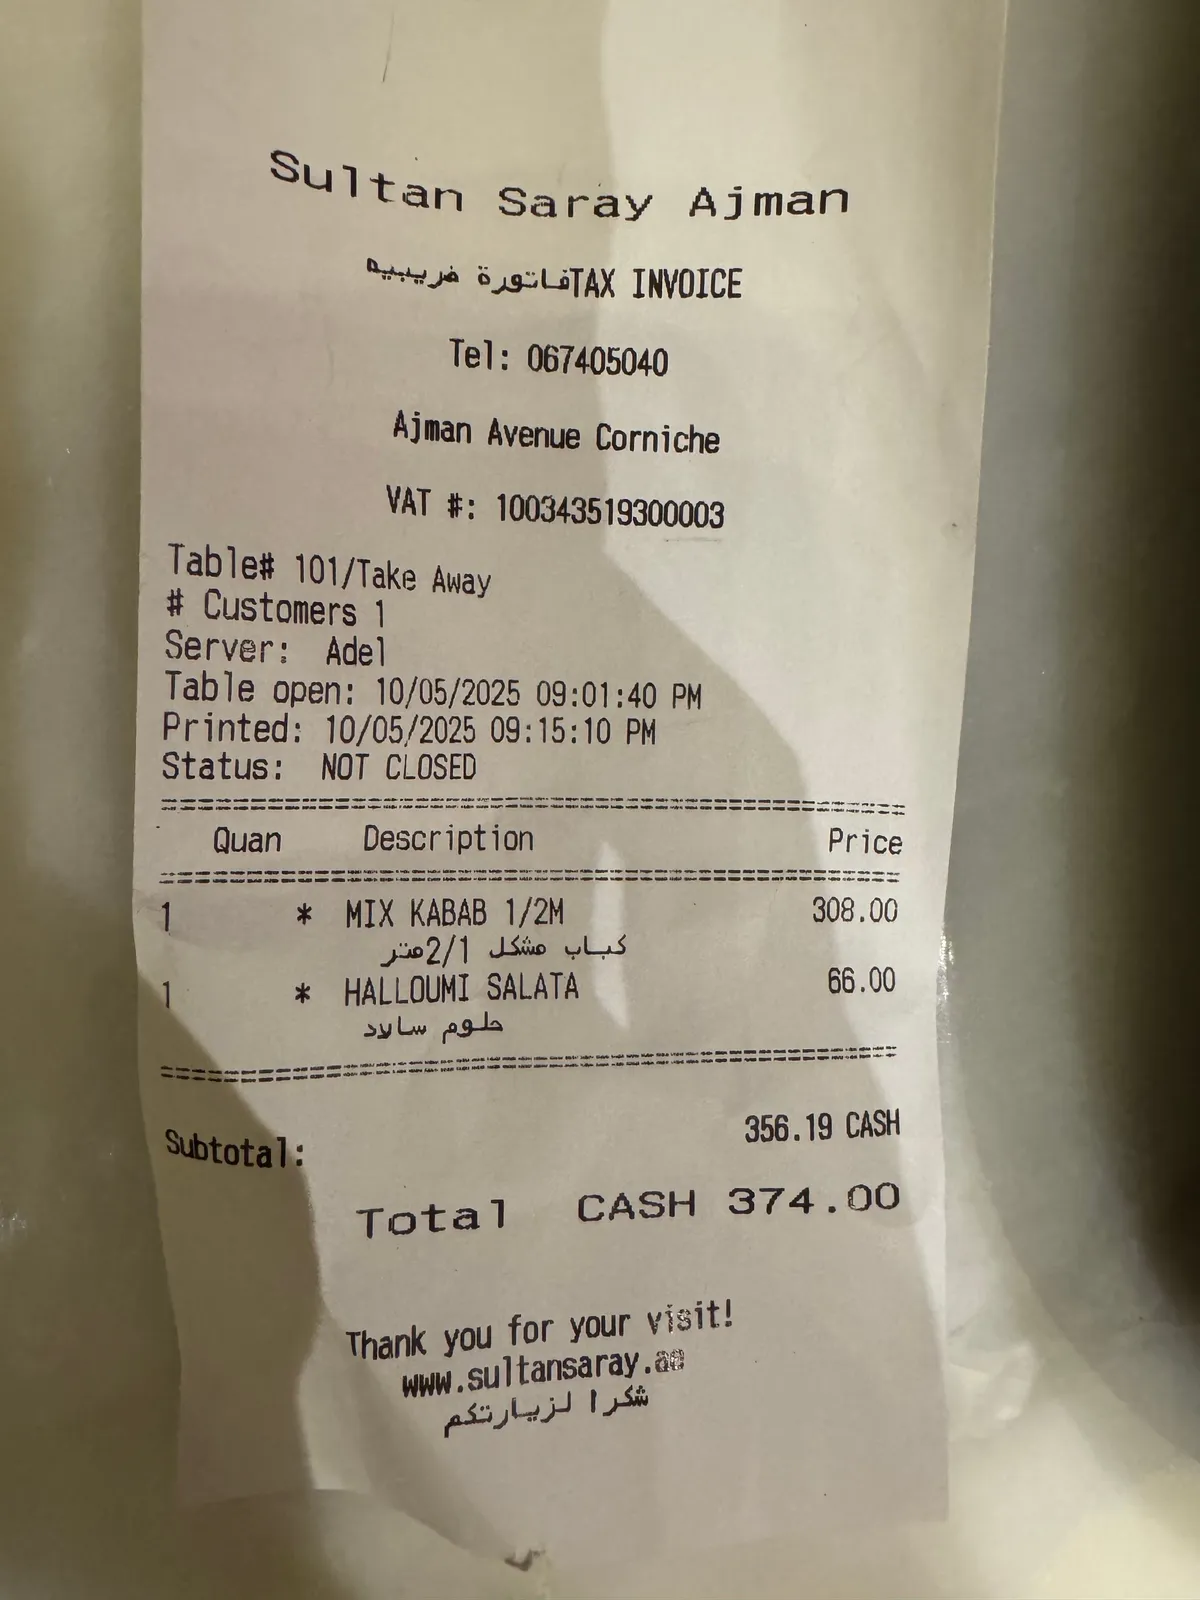 Sultan Saray Ajman
فاتورة ضريبيه TAX INVOICE
Tel: 067405040
Ajman Avenue Corniche
VAT #: 100343519300003
Table# 101/Take Away
# Customers 1
Server: Adel
Table open: 10/05/2025 09:01:40 PM
Printed: 10/05/2025 09:15:10 PM
Status: NOT CLOSED
Quan Description Price
1 * MIX KABAB 1/2M 308.00
كباب مشكل 2/1متر
1 * HALLOUMI SALATA 66.00
حلوم سالاد
Subtotal: 356.19 CASH
Total CASH 374.00
Thank you for your visit!
www.sultansaray.ae
شكرا لزيارتكم